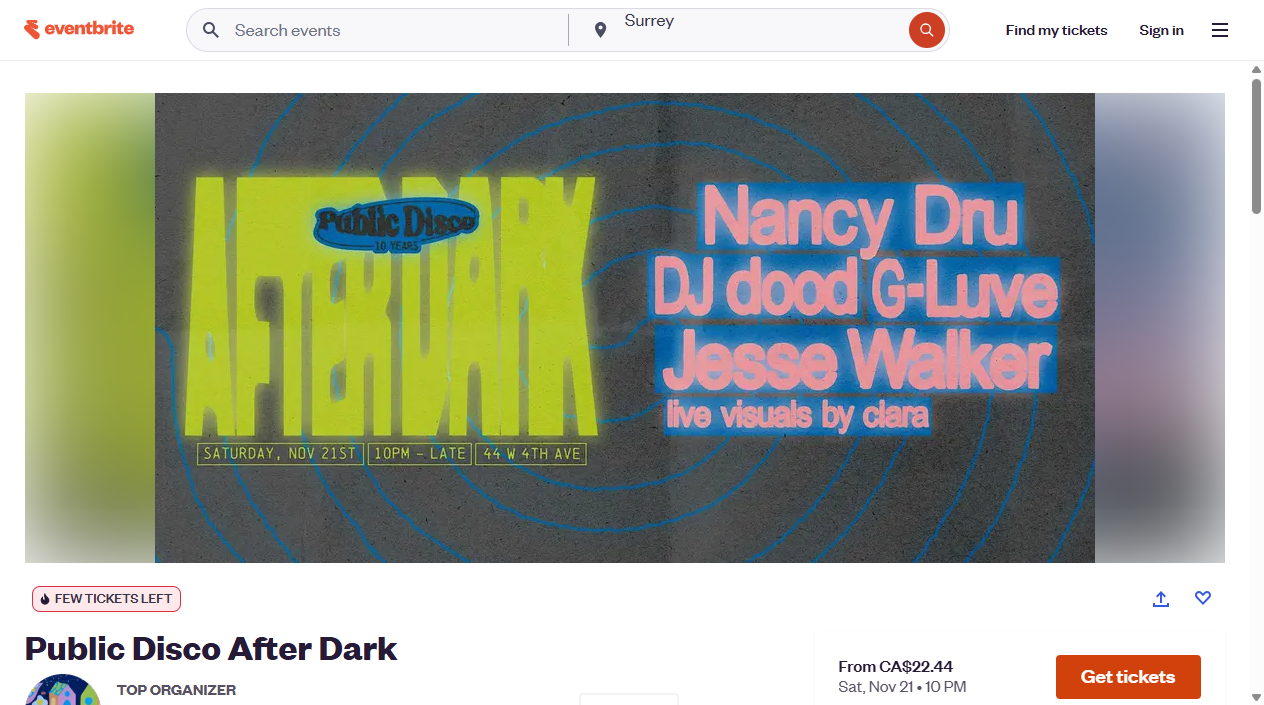 eventbrite
Search events
Surrey
Find my tickets
Sign in
AFTER DARK
Public Disco
10 YEARS
SATURDAY, NOV 21ST
10PM – LATE
44 W 4TH AVE
Nancy Dru
DJ dood G-Luve
Jesse Walker
live visuals by clara
FEW TICKETS LEFT
Public Disco After Dark
TOP ORGANIZER
From CA$22.44
Sat, Nov 21 • 10 PM
Get tickets